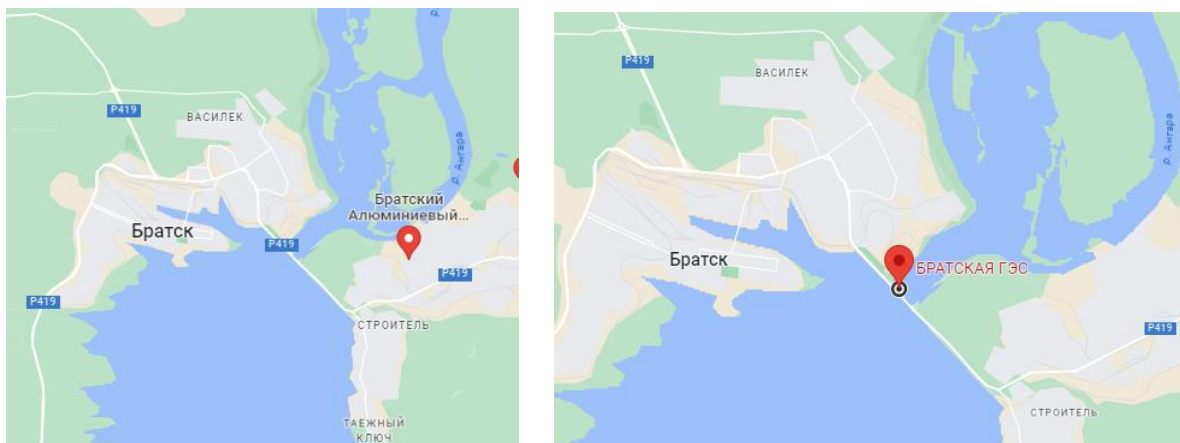 Р419
ВАСИЛЕК
р. Ангара
Братский
Алюминиевый...
Братск
Р419
Р419
Р419
СТРОИТЕЛЬ
ТАЕЖНЫЙ
КЛЮЧ
Р419
ВАСИЛЕК
р. Ангара
Братск
БРАТСКАЯ ГЭС
Р419
СТРОИТЕЛЬ